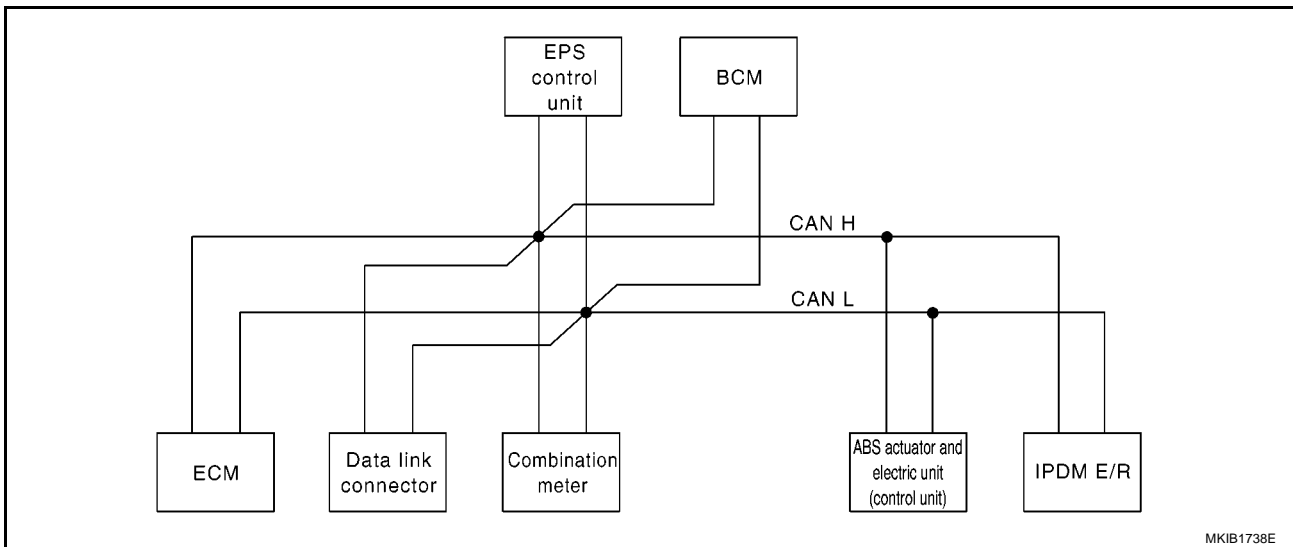 EPS
control
unit
BCM
CAN H
CAN L
ECM
Data link
connector
Combination
meter
ABS actuator and
electric unit
(control unit)
IPDM E/R
MKIB1738E